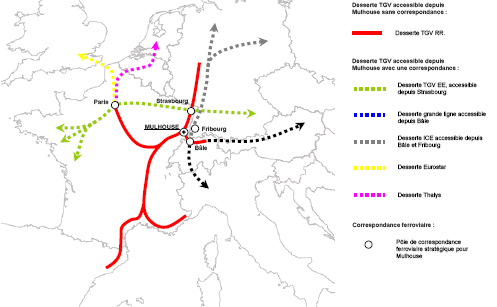 Desserte TGV accessible depuis
Mulhouse sans correspondance :
Desserte TGV RR.
Desserte TGV accessible depuis
Mulhouse avec une correspondance :
Desserte TGV EE, accessible
depuis Strasbourg
Desserte grande ligne accessible
depuis Bâle
Desserte ICE accessible depuis
Bâle et Fribourg
Desserte Eurostar
Desserte Thalys
Correspondance ferroviaire :
Pôle de correspondance
ferroviaire stratégique pour
Mulhouse
Paris
Strasbourg
MULHOUSE
Fribourg
Bâle